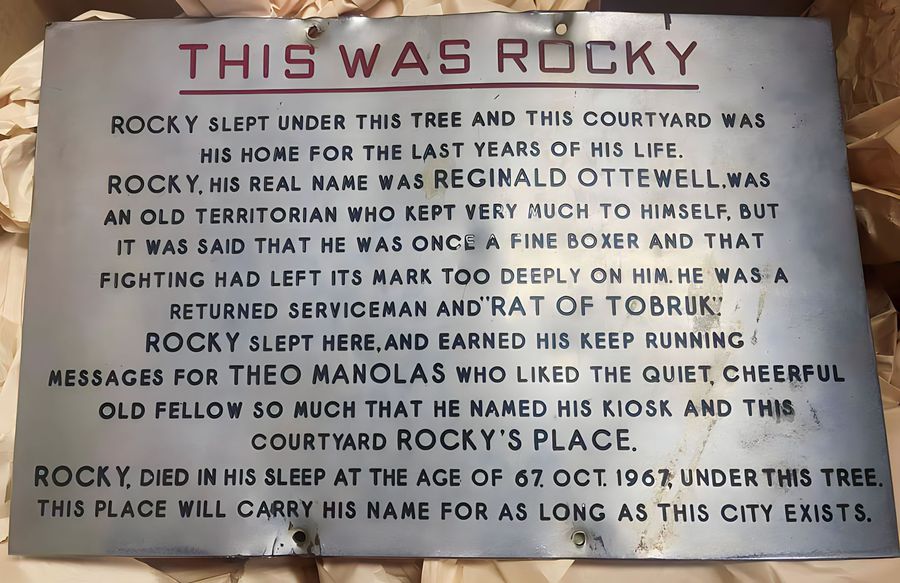 THIS WAS ROCKY
ROCKY SLEPT UNDER THIS TREE AND THIS COURTYARD WAS
HIS HOME FOR THE LAST YEARS OF HIS LIFE.
ROCKY, HIS REAL NAME WAS REGINALD OTTEWELL, WAS
AN OLD TERRITORIAN WHO KEPT VERY MUCH TO HIMSELF, BUT
IT WAS SAID THAT HE WAS ONCE A FINE BOXER AND THAT
FIGHTING HAD LEFT ITS MARK TOO DEEPLY ON HIM. HE WAS A
RETURNED SERVICEMAN AND "RAT OF TOBRUK".
ROCKY SLEPT HERE, AND EARNED HIS KEEP RUNNING
MESSAGES FOR THEO MANOLAS WHO LIKED THE QUIET, CHEERFUL
OLD FELLOW SO MUCH THAT HE NAMED HIS KIOSK AND THIS
COURTYARD ROCKY'S PLACE.
ROCKY, DIED IN HIS SLEEP AT THE AGE OF 67, OCT. 1967, UNDER THIS TREE.
THIS PLACE WILL CARRY HIS NAME FOR AS LONG AS THIS CITY EXISTS.